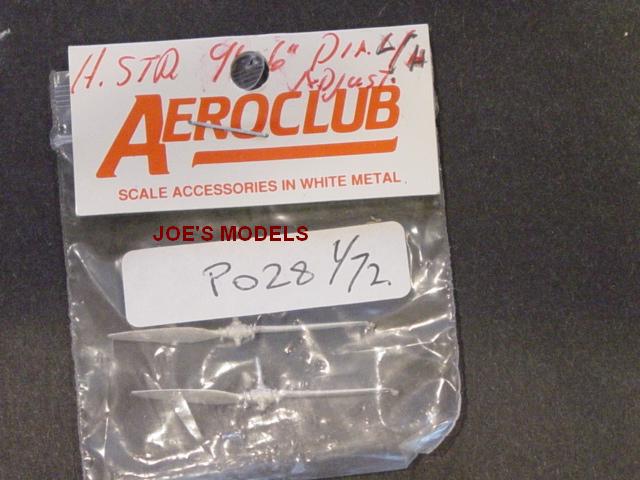 H. STD 9' 6" DIA. L/H
ADJUST.
AEROCLUB
SCALE ACCESSORIES IN WHITE METAL
JOE'S MODELS
P028 1/72